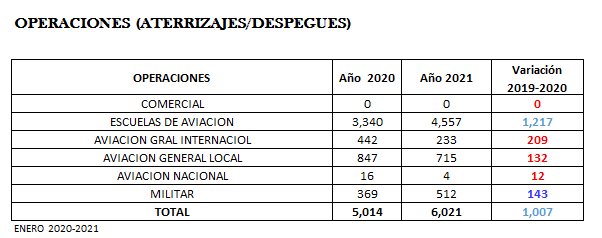 OPERACIONES (ATERRIZAJES/DESPEGUES)
OPERACIONES Año 2020 Año 2021 Variación 2019-2020
COMERCIAL 0 0 0
ESCUELAS DE AVIACION 3,340 4,557 1,217
AVIACION GRAL INTERNACIOL 442 233 209
AVIACION GENERAL LOCAL 847 715 132
AVIACION NACIONAL 16 4 12
MILITAR 369 512 143
TOTAL 5,014 6,021 1,007
ENERO 2020-2021